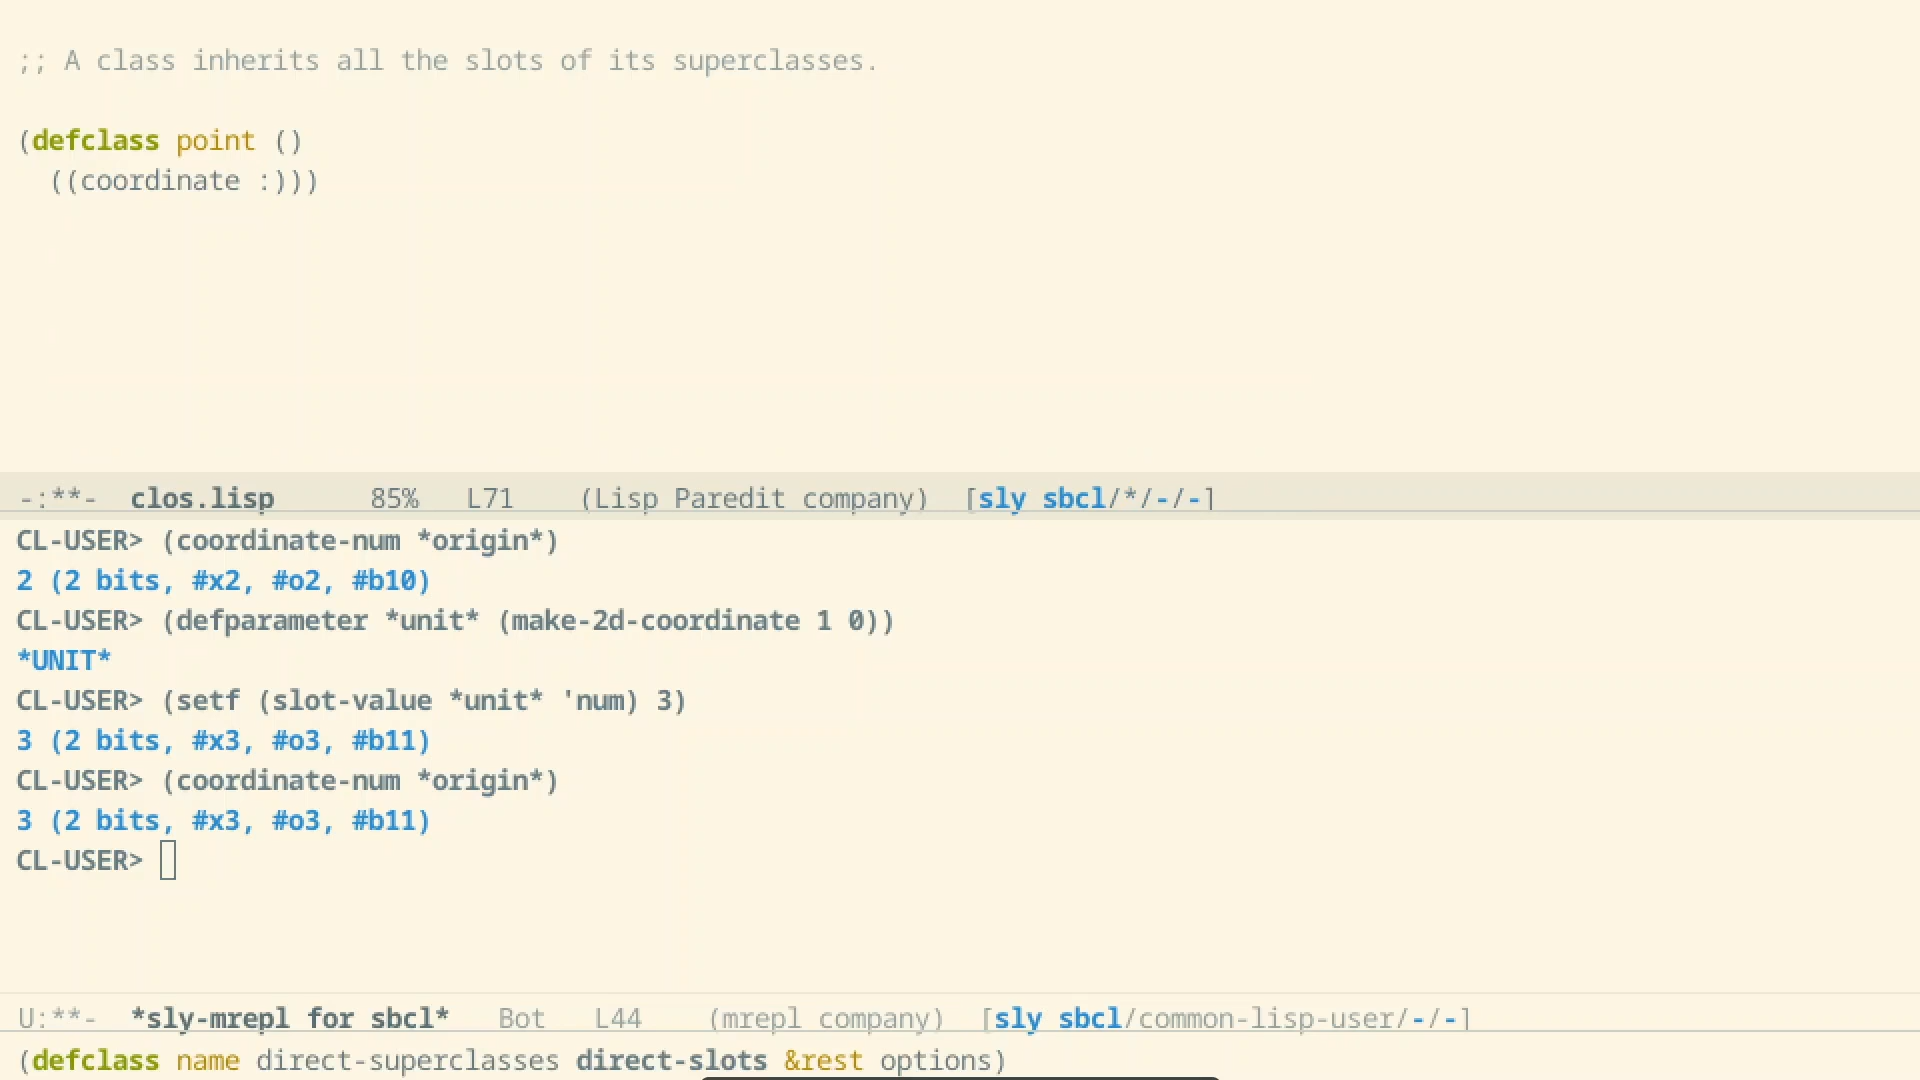 ;; A class inherits all the slots of its superclasses.
(defclass point ()
  ((coordinate :)))
-:**-  clos.lisp      85%   L71    (Lisp Paredit company)  [sly sbcl/*/-/-]
CL-USER> (coordinate-num *origin*)
2 (2 bits, #x2, #o2, #b10)
CL-USER> (defparameter *unit* (make-2d-coordinate 1 0))
*UNIT*
CL-USER> (setf (slot-value *unit* 'num) 3)
3 (2 bits, #x3, #o3, #b11)
CL-USER> (coordinate-num *origin*)
3 (2 bits, #x3, #o3, #b11)
CL-USER>
U:**-  *sly-mrepl for sbcl*   Bot   L44    (mrepl company)  [sly sbcl/common-lisp-user/-/-]
(defclass name direct-superclasses direct-slots &rest options)